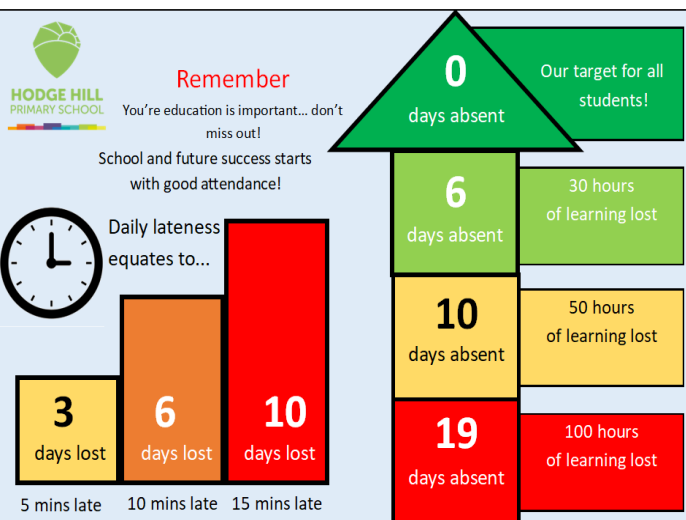 HODGE HILL
PRIMARY SCHOOL
Remember
You’re education is important... don’t
miss out!
School and future success starts
with good attendance!
Daily lateness
equates to...
3
days lost
5 mins late
6
days lost
10 mins late
10
days lost
15 mins late
0
days absent
Our target for all
students!
6
days absent
30 hours
of learning lost
10
days absent
50 hours
of learning lost
19
days absent
100 hours
of learning lost